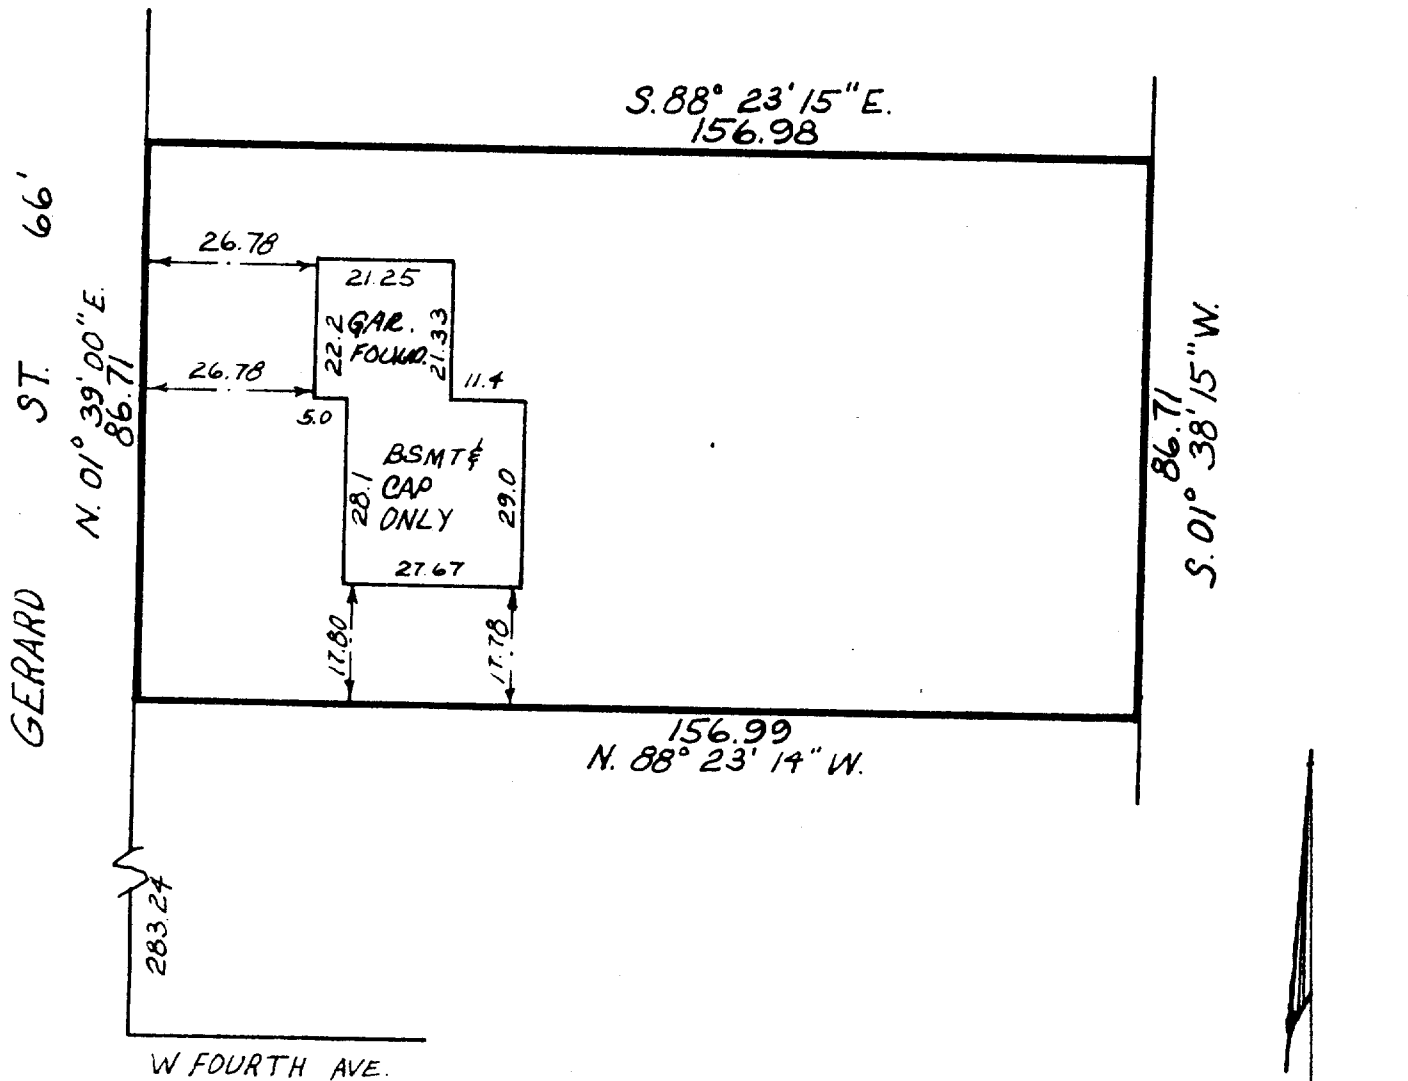 S. 88° 23' 15" E.
156.98
GERARD ST. 66'
N. 01° 39' 00" E.
86.71
26.78
26.78
21.25
22.2
GAR.
FOUND.
21.33
11.4
5.0
BSMT &
CAP
ONLY
28.1
29.0
27.67
17.80
17.78
86.71
S. 01° 38' 15" W.
156.99
N. 88° 23' 14" W.
283.24
W FOURTH AVE.